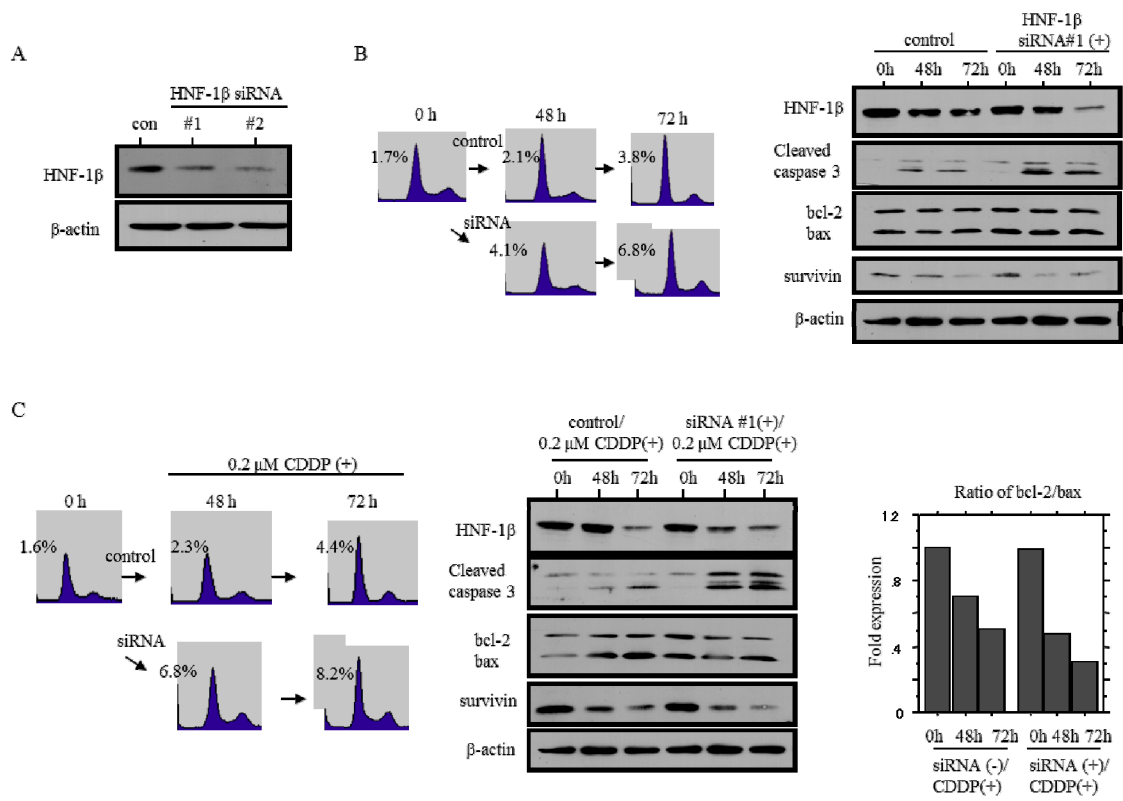 A
HNF-1β siRNA
con #1 #2
HNF-1β
β-actin
B
0 h 48 h 72 h
control
1.7% 2.1% 3.8%
siRNA
4.1% 6.8%
HNF-1β
control siRNA#1 (+)
0h 48h 72h 0h 48h 72h
HNF-1β
Cleaved
caspase 3
bcl-2
bax
survivin
β-actin
C
0.2 μM CDDP (+)
0 h 48 h 72 h
1.6% 2.3% 4.4%
control
siRNA
6.8% 8.2%
control/ siRNA #1(+)/
0.2 μM CDDP(+) 0.2 μM CDDP(+)
0h 48h 72h 0h 48h 72h
HNF-1β
Cleaved
caspase 3
bcl-2
bax
survivin
β-actin
Ratio of bcl-2/bax
12
.8
.4
0
Fold expression
0h 48h 72h 0h 48h 72h
siRNA (-)/ siRNA (+)/
CDDP(+) CDDP(+)